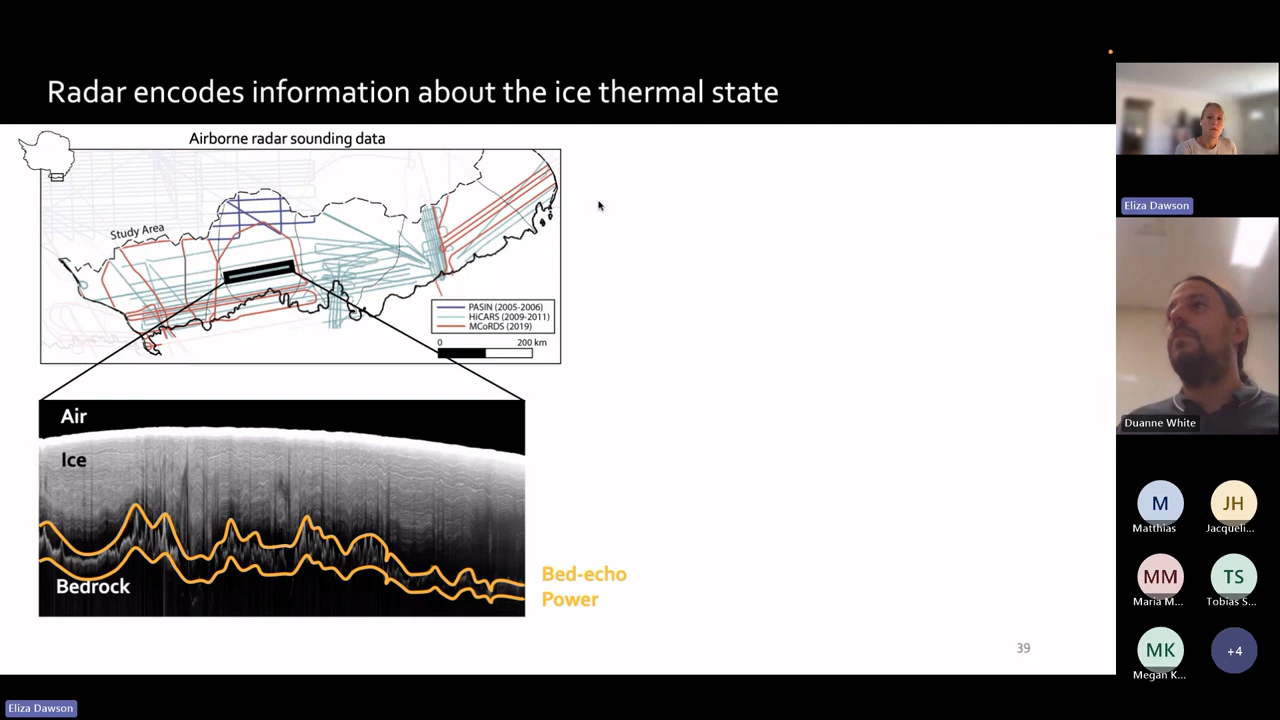 Radar encodes information about the ice thermal state
Airborne radar sounding data
Study Area
PASIN (2005-2006)
HiCARS (2009-2011)
MCoRDS (2019)
0 200 km
Air
Ice
Bedrock
Bed-echo
Power
39
Eliza Dawson
Duanne White
M
Matthias
JH
Jacqueli...
MM
Maria M...
TS
Tobias S...
MK
Megan K...
+4
Eliza Dawson